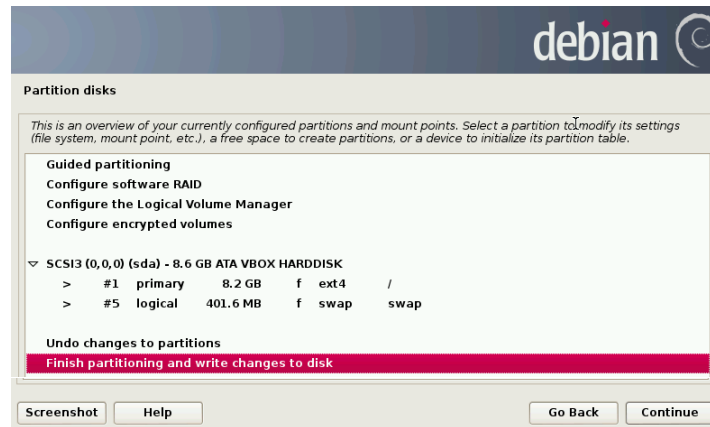 debian
Partition disks
This is an overview of your currently configured partitions and mount points. Select a partition to modify its settings
(file system, mount point, etc.), a free space to create partitions, or a device to initialize its partition table.
Guided partitioning
Configure software RAID
Configure the Logical Volume Manager
Configure encrypted volumes
SCSI3 (0,0,0) (sda) - 8.6 GB ATA VBOX HARDDISK
> #1 primary 8.2 GB f ext4 /
> #5 logical 401.6 MB f swap swap
Undo changes to partitions
Finish partitioning and write changes to disk
Screenshot Help Go Back Continue